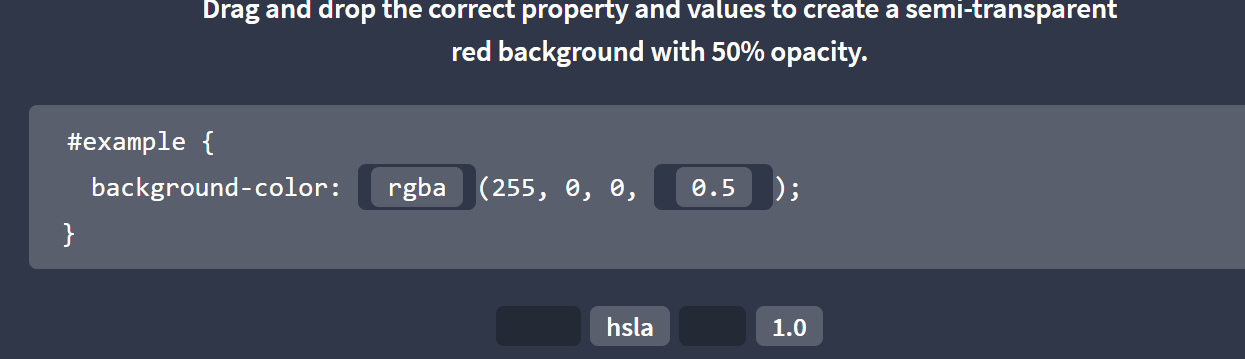 Drag and drop the correct property and values to create a semi-transparent
red background with 50% opacity.
#example {
background-color: rgba (255, 0, 0, 0.5 );
}
hsla 1.0